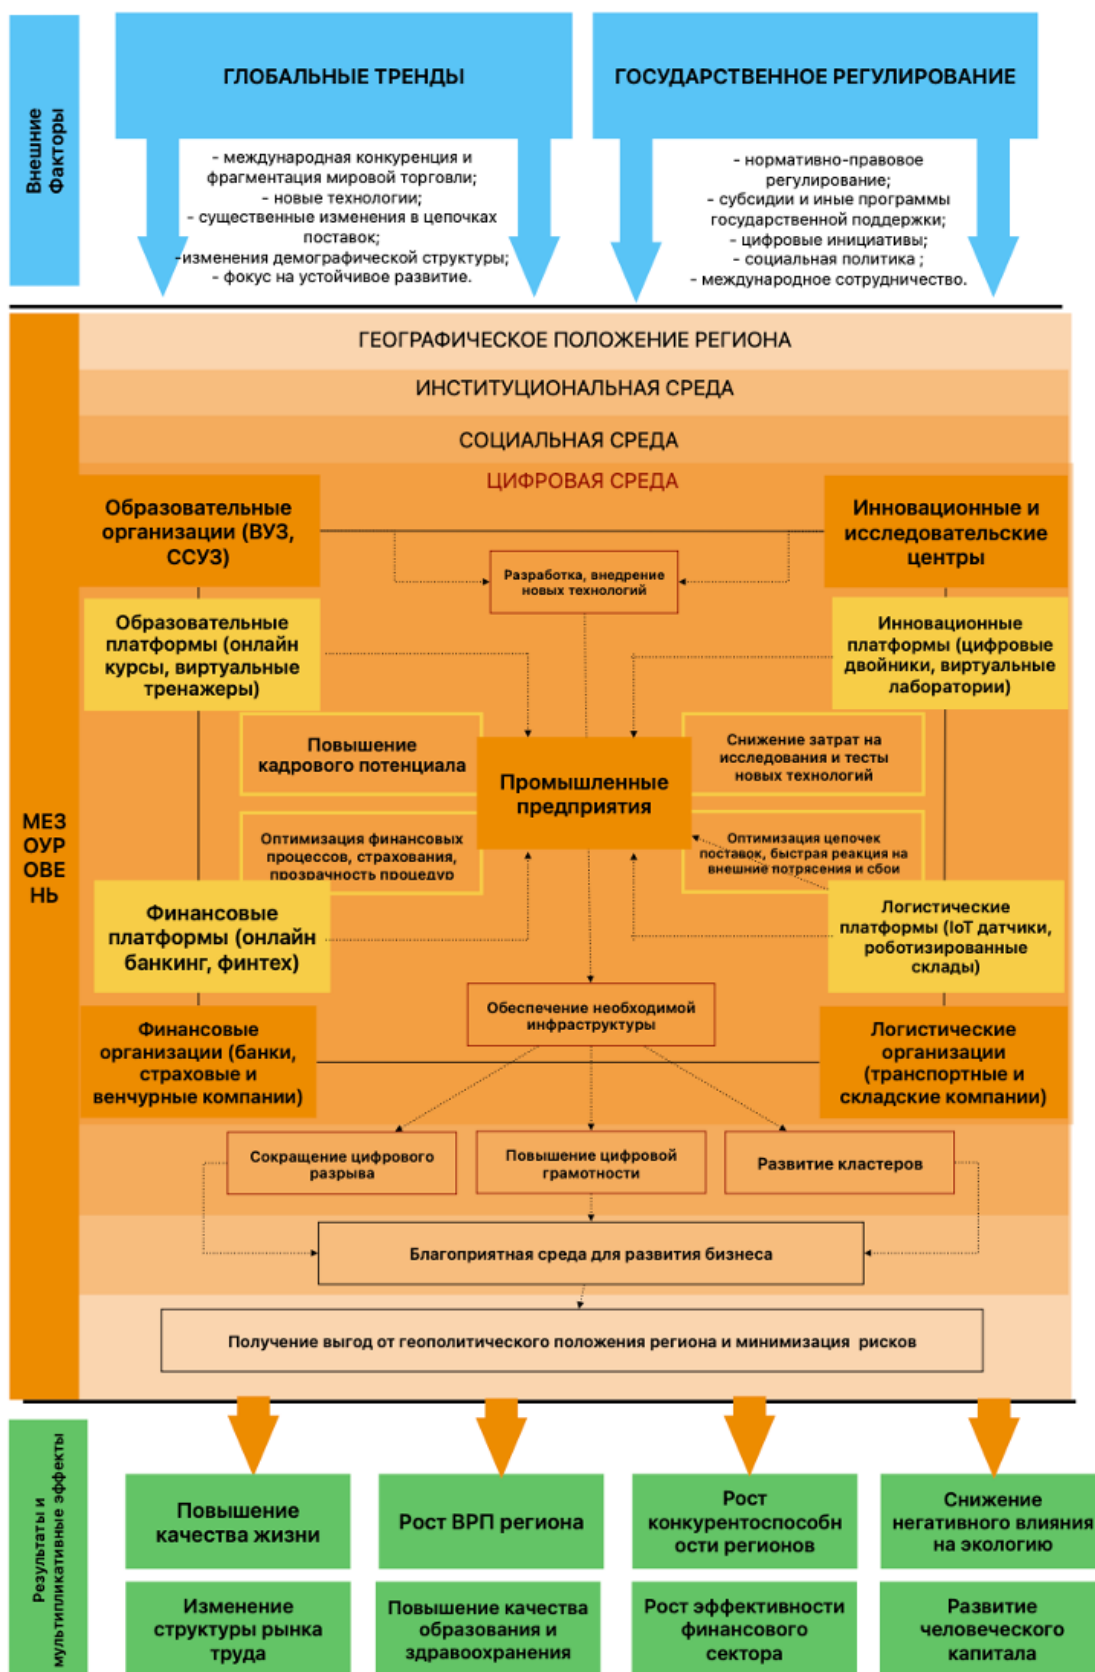 Внешние
Факторы
ГЛОБАЛЬНЫЕ ТРЕНДЫ
- международная конкуренция и
фрагментация мировой торговли;
- новые технологии;
- существенные изменения в цепочках
поставок;
-изменения демографической структуры;
- фокус на устойчивое развитие.
ГОСУДАРСТВЕННОЕ РЕГУЛИРОВАНИЕ
- нормативно-правовое
регулирование;
- субсидии и иные программы
государственной поддержки;
- цифровые инициативы;
- социальная политика ;
- международное сотрудничество.
МЕЗ
ОУР
ОВЕ
НЬ
ГЕОГРАФИЧЕСКОЕ ПОЛОЖЕНИЕ РЕГИОНА
ИНСТИТУЦИОНАЛЬНАЯ СРЕДА
СОЦИАЛЬНАЯ СРЕДА
ЦИФРОВАЯ СРЕДА
Образовательные
организации (ВУЗ,
ССУЗ)
Инновационные и
исследовательские
центры
Разработка, внедрение
новых технологий
Образовательные
платформы (онлайн
курсы, виртуальные
тренажеры)
Инновационные
платформы (цифровые
двойники, виртуальные
лаборатории)
Повышение
кадрового потенциала
Промышленные
предприятия
Снижение затрат на
исследования и тесты
новых технологий
Оптимизация финансовых
процессов, страхования,
прозрачность процедур
Оптимизация цепочек
поставок, быстрая реакция на
внешние потрясения и сбои
Финансовые
платформы (онлайн
банкинг, финтех)
Логистические
платформы (IoT датчики,
роботизированные
склады)
Обеспечение необходимой
инфраструктуры
Финансовые
организации (банки,
страховые и
венчурные компании)
Логистические
организации
(транспортные и
складские компании)
Сокращение цифрового
разрыва
Повышение цифровой
грамотности
Развитие кластеров
Благоприятная среда для развития бизнеса
Получение выгод от геополитического положения региона и минимизация рисков
Результаты и
мультипликативные эффекты
Повышение
качества жизни
Рост ВРП региона
Рост
конкурентоспособн
ости регионов
Снижение
негативного влияния
на экологию
Изменение
структуры рынка
труда
Повышение качества
образования и
здравоохранения
Рост эффективности
финансового
сектора
Развитие
человеческого
капитала